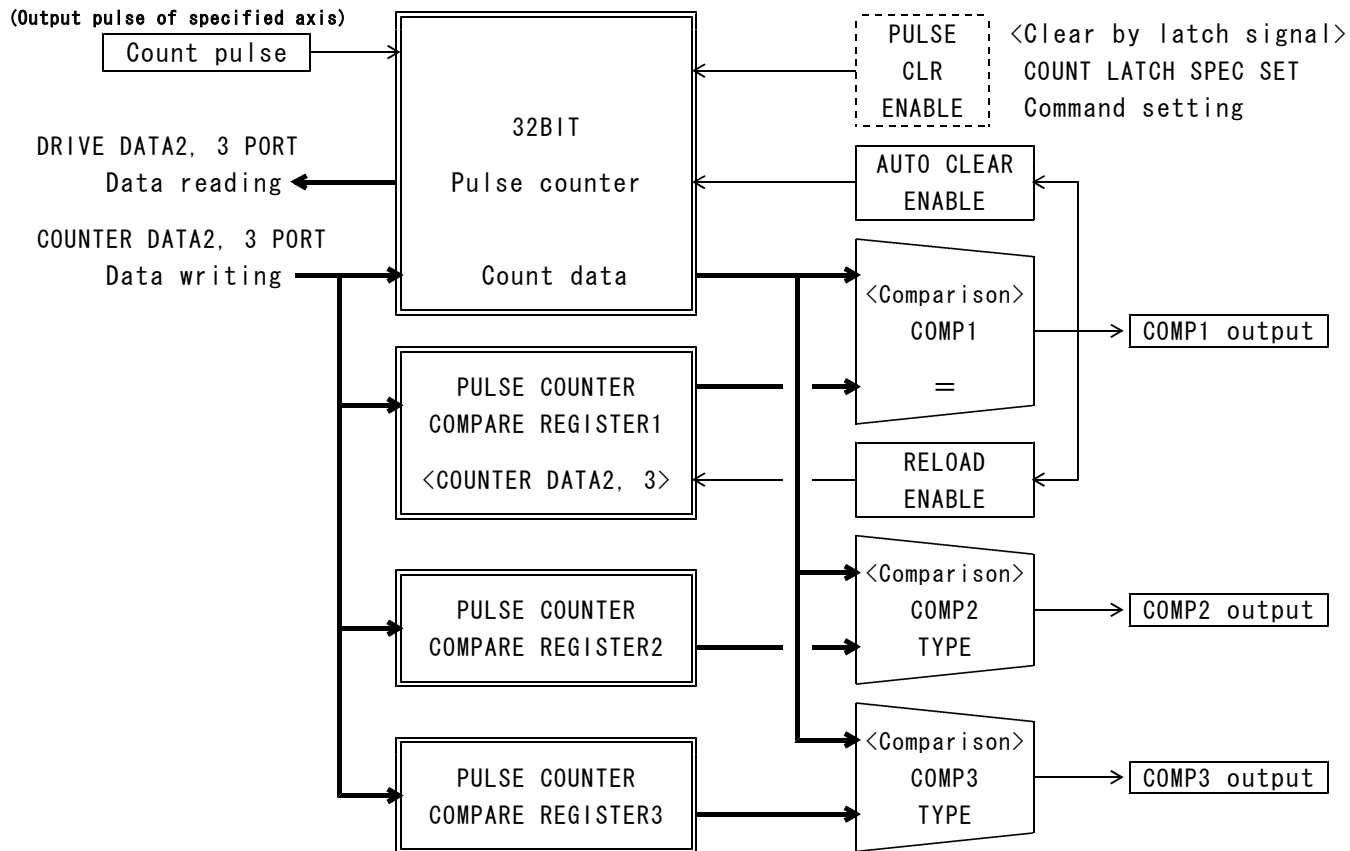 (Output pulse of specified axis)
Count pulse
DRIVE DATA2, 3 PORT
Data reading
COUNTER DATA2, 3 PORT
Data writing
32BIT
Pulse counter
Count data
PULSE
CLR
ENABLE
<Clear by latch signal>
COUNT LATCH SPEC SET
Command setting
AUTO CLEAR
ENABLE
<Comparison>
COMP1
=
COMP1 output
PULSE COUNTER
COMPARE REGISTER1
<COUNTER DATA2, 3>
RELOAD
ENABLE
PULSE COUNTER
COMPARE REGISTER2
<Comparison>
COMP2
TYPE
COMP2 output
PULSE COUNTER
COMPARE REGISTER3
<Comparison>
COMP3
TYPE
COMP3 output